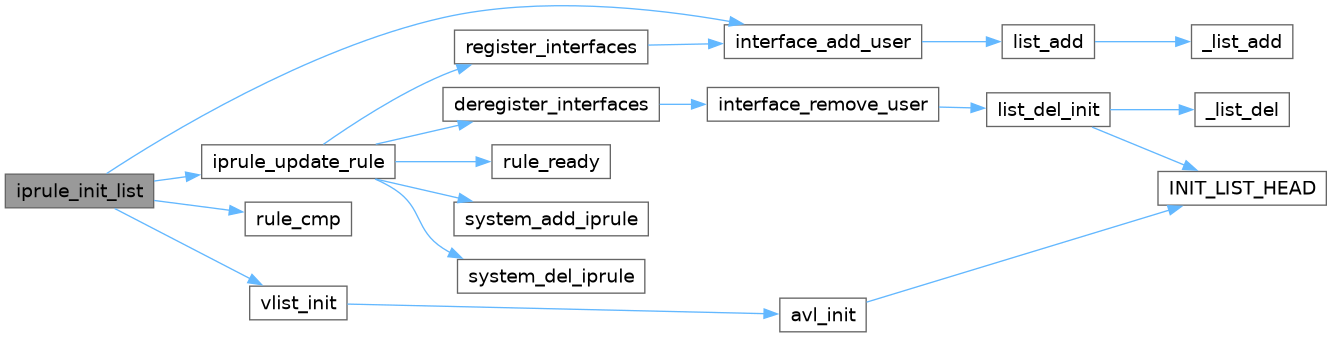 register_interfaces
interface_add_user
list_add
_list_add
deregister_interfaces
interface_remove_user
list_del_init
_list_del
iprule_init_list
iprule_update_rule
rule_ready
INIT_LIST_HEAD
rule_cmp
system_add_iprule
system_del_iprule
vlist_init
avl_init